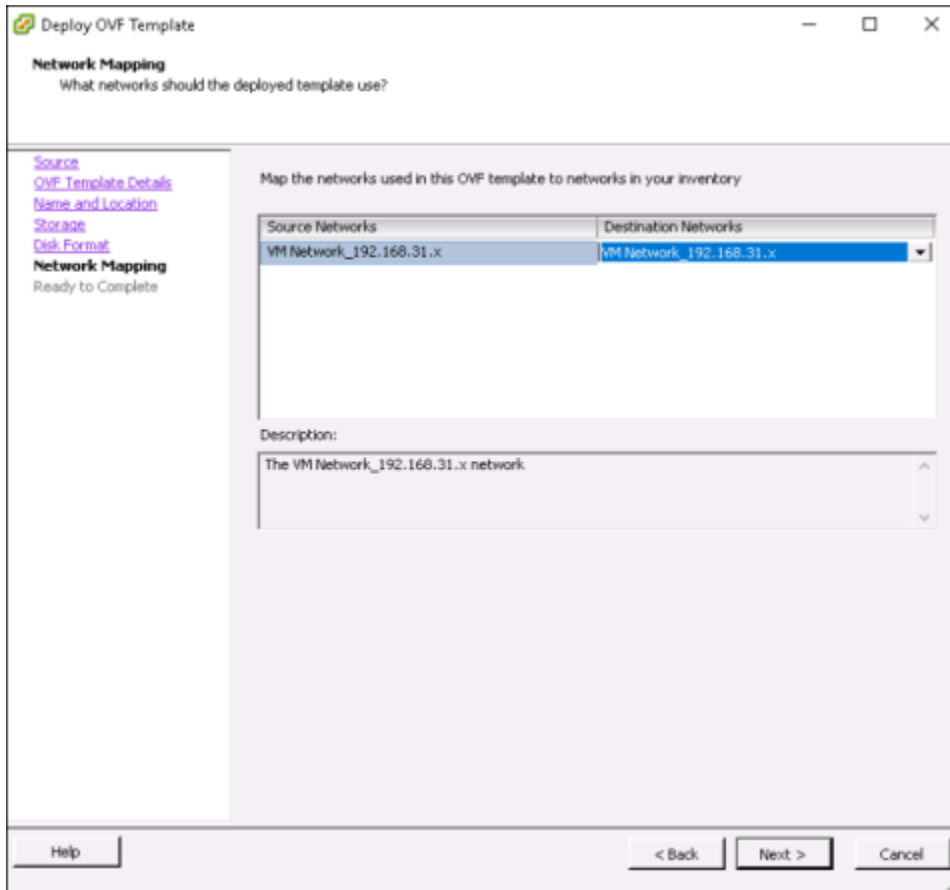 Deploy OVF Template
Network Mapping
What networks should the deployed template use?
Source
OVF Template Details
Name and Location
Storage
Disk Format
Network Mapping
Ready to Complete
Map the networks used in this OVF template to networks in your inventory
Source Networks Destination Networks
VM Network_192.168.31.x VM Network_192.168.31.x
Description:
The VM Network_192.168.31.x network
Help < Back Next > Cancel